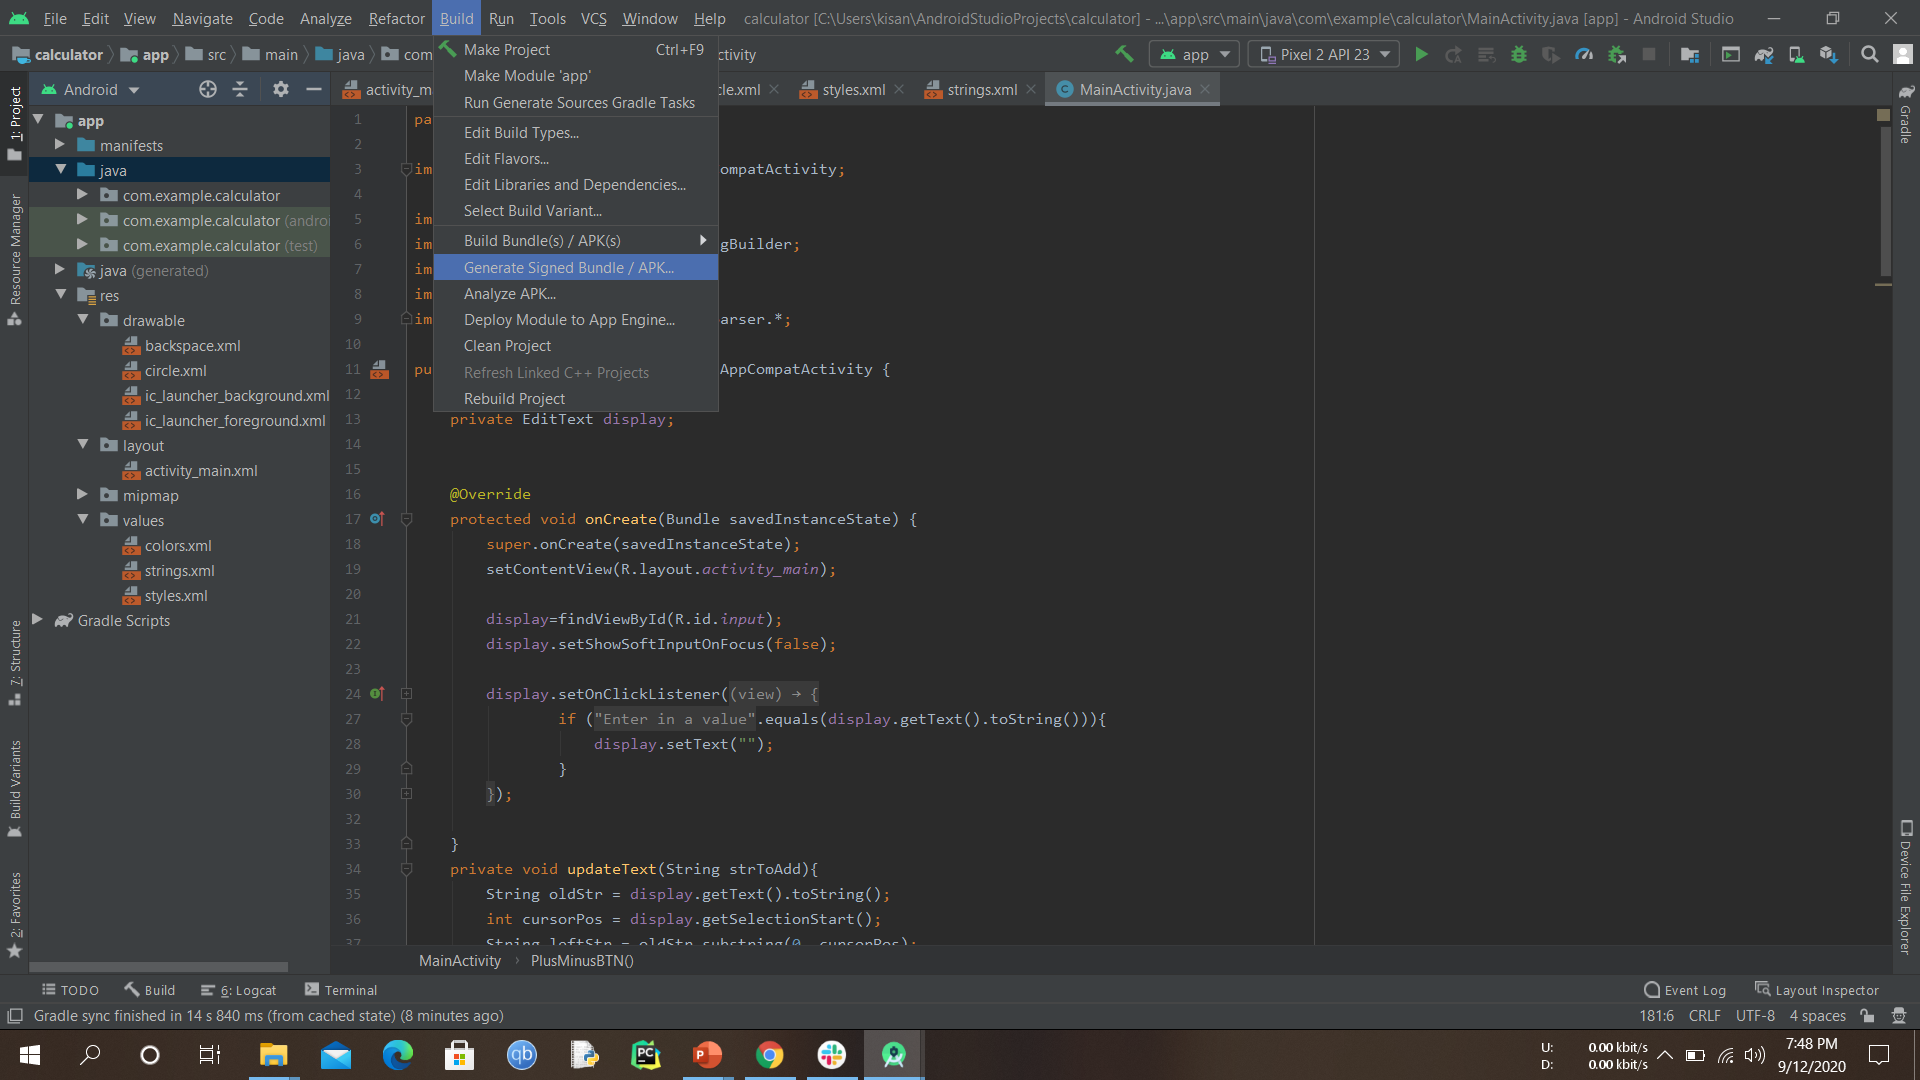 File Edit View Navigate Code Analyze Refactor Build Run Tools VCS Window Help calculator [C:\Users\kisan\AndroidStudioProjects\calculator] - ...\app\src\main\java\com\example\calculator\MainActivity.java [app] - Android Studio
calculator app src main java com tivity app Pixel 2 API 23
Android activity_m cle.xml styles.xml strings.xml MainActivity.java
Make Project Ctrl+F9
Make Module 'app'
Run Generate Sources Gradle Tasks
Edit Build Types...
Edit Flavors...
Edit Libraries and Dependencies...
Select Build Variant...
Build Bundle(s) / APK(s)
Generate Signed Bundle / APK...
Analyze APK...
Deploy Module to App Engine...
Clean Project
Refresh Linked C++ Projects
Rebuild Project
1: Project
Resource Manager
7: Structure
Build Variants
2: Favorites
app
manifests
java
com.example.calculator
com.example.calculator (androi
com.example.calculator (test)
java (generated)
res
drawable
backspace.xml
circle.xml
ic_launcher_background.xml
ic_launcher_foreground.xml
layout
activity_main.xml
mipmap
values
colors.xml
strings.xml
styles.xml
Gradle Scripts
1 pa
2
3 im ompatActivity;
4
5 im
6 im gBuilder;
7 im
8 im
9 im arser.*;
10
11 pu AppCompatActivity {
12
13 private EditText display;
14
15
16 @Override
17 protected void onCreate(Bundle savedInstanceState) {
18 super.onCreate(savedInstanceState);
19 setContentView(R.layout.activity_main);
20
21 display=findViewById(R.id.input);
22 display.setShowSoftInputOnFocus(false);
23
24 display.setOnClickListener((view) → {
27 if ("Enter in a value".equals(display.getText().toString())){
28 display.setText("");
29 }
30 });
32
33 }
34 private void updateText(String strToAdd){
35 String oldStr = display.getText().toString();
36 int cursorPos = display.getSelectionStart();
37 String leftStr = oldStr.substring(0, cursorPos);
Gradle
Device File Explorer
MainActivity PlusMinusBTN()
TODO Build 6: Logcat Terminal Event Log Layout Inspector
Gradle sync finished in 14 s 840 ms (from cached state) (8 minutes ago) 181:6 CRLF UTF-8 4 spaces
U: 0.00 kbit/s
D: 0.00 kbit/s
7:48 PM
9/12/2020
qb
PC
P